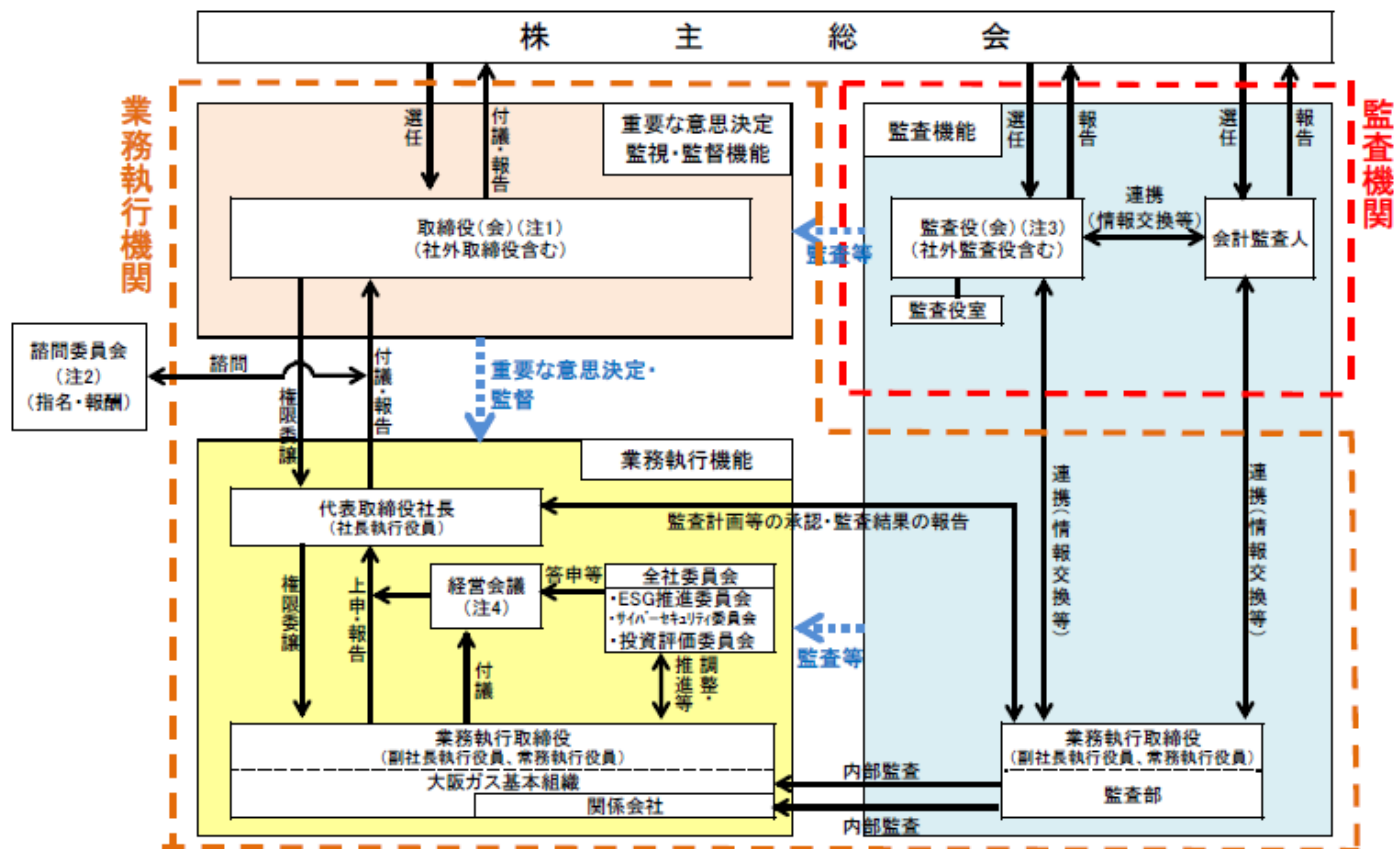 株主総会
業務執行機関
監査機関
選任
付議・報告
重要な意思決定
監視・監督機能
監査機能
選任
報告
選任
報告
取締役(会)(注1)
(社外取締役含む)
監査等
監査役(会)(注3)
(社外監査役含む)
連携
(情報交換等)
会計監査人
監査役室
諮問委員会
(注2)
(指名・報酬)
諮問
権限委譲
付議・報告
重要な意思決定・
監督
業務執行機能
代表取締役社長
(社長執行役員)
監査計画等の承認・監査結果の報告
連携(情報交換等)
連携(情報交換等)
権限委譲
上申・報告
経営会議
(注4)
答申等
全社委員会
・ESG推進委員会
・サイバーセキュリティ委員会
・投資評価委員会
監査等
付議
調整・
推進等
業務執行取締役
(副社長執行役員、常務執行役員)
大阪ガス基本組織
関係会社
内部監査
内部監査
業務執行取締役
(副社長執行役員、常務執行役員)
監査部